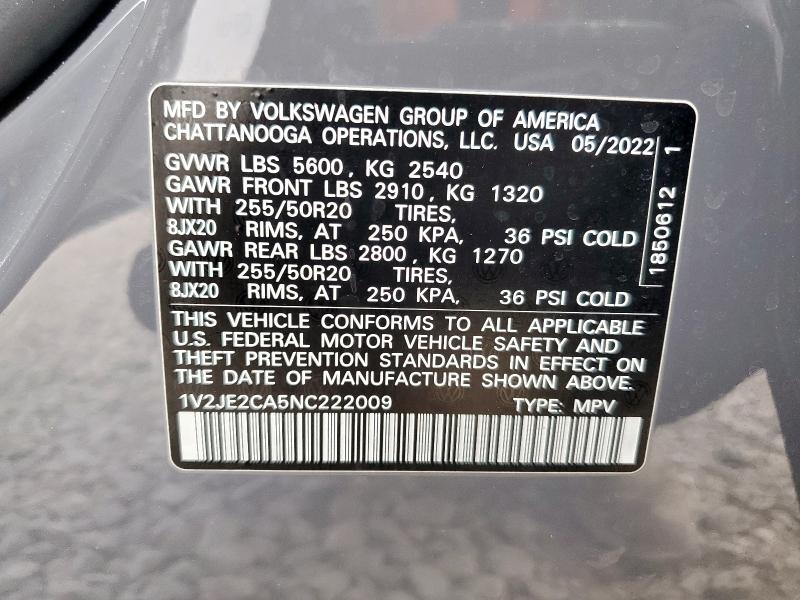 MFD BY VOLKSWAGEN GROUP OF AMERICA
CHATTANOOGA OPERATIONS, LLC. USA 05/2022
GVWR LBS 5600, KG 2540
GAWR FRONT LBS 2910, KG 1320
WITH 255/50R20 TIRES,
8JX20 RIMS, AT 250 KPA, 36 PSI COLD
GAWR REAR LBS 2800, KG 1270
WITH 255/50R20 TIRES,
8JX20 RIMS, AT 250 KPA, 36 PSI COLD
1850612 1
THIS VEHICLE CONFORMS TO ALL APPLICABLE
U.S. FEDERAL MOTOR VEHICLE SAFETY AND
THEFT PREVENTION STANDARDS IN EFFECT ON
THE DATE OF MANUFACTURE SHOWN ABOVE.
1V2JE2CA5NC222009 TYPE: MPV